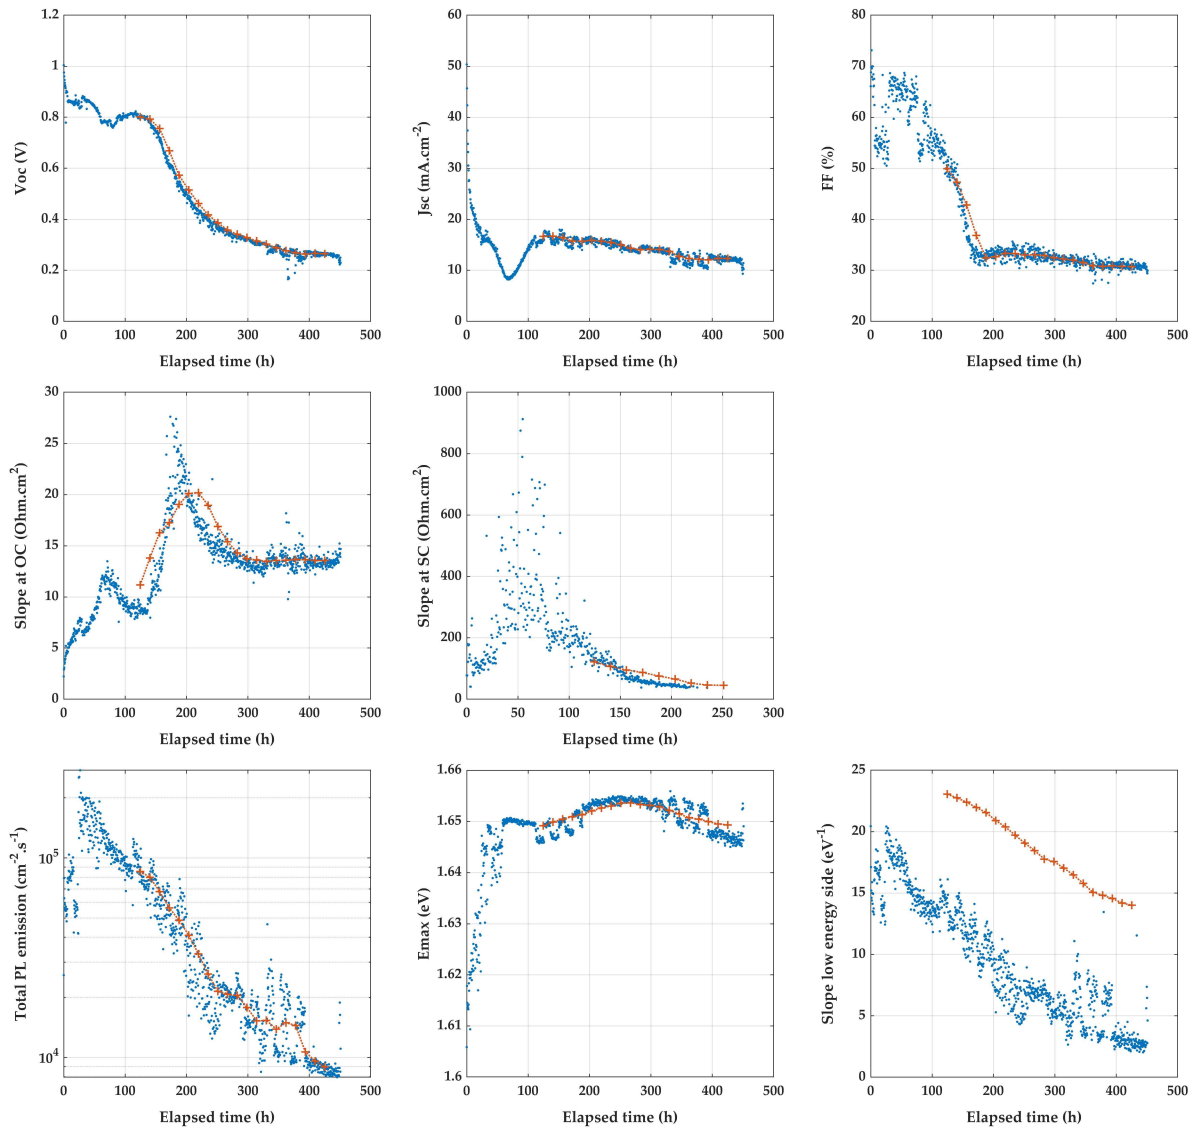 1.2
1
0.8
0.6
0.4
0.2
0
0 100 200 300 400 500
Voc (V)
Elapsed time (h)
60
50
40
30
20
10
0
0 100 200 300 400 500
Jsc (mA.cm-2)
Elapsed time (h)
80
70
60
50
40
30
20
0 100 200 300 400 500
FF (%)
Elapsed time (h)
30
25
20
15
10
5
0
0 100 200 300 400 500
Slope at OC (Ohm.cm2)
Elapsed time (h)
1000
800
600
400
200
0
0 50 100 150 200 250 300
Slope at SC (Ohm.cm2)
Elapsed time (h)
105
104
0 100 200 300 400 500
Total PL emission (cm-2.s-1)
Elapsed time (h)
1.66
1.65
1.64
1.63
1.62
1.61
1.6
0 100 200 300 400 500
Emax (eV)
Elapsed time (h)
25
20
15
10
5
0
0 100 200 300 400 500
Slope low energy side (eV-1)
Elapsed time (h)